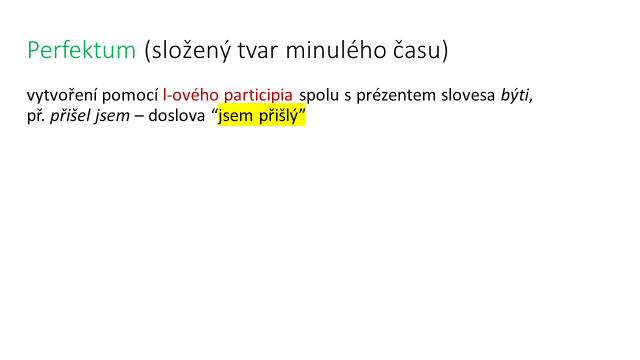 Perfektum (složený tvar minulého času)
vytvoření pomocí l-ového participia spolu s prézentem slovesa býti,
př. přišel jsem – doslova “jsem přišlý”